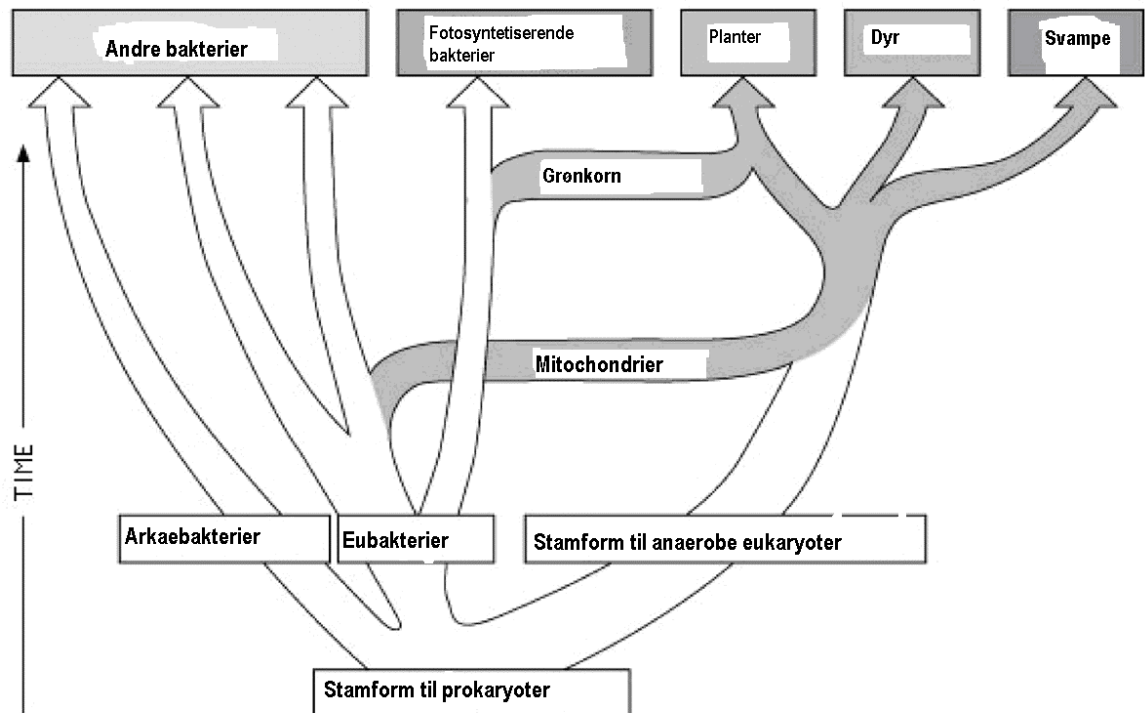 Andre bakterier
Fotosyntetiserende
bakterier
Planter
Dyr
Svampe
Grønkorn
Mitochondrier
TIME
Arkaebakterier
Eubakterier
Stamform til anaerobe eukaryoter
Stamform til prokaryoter